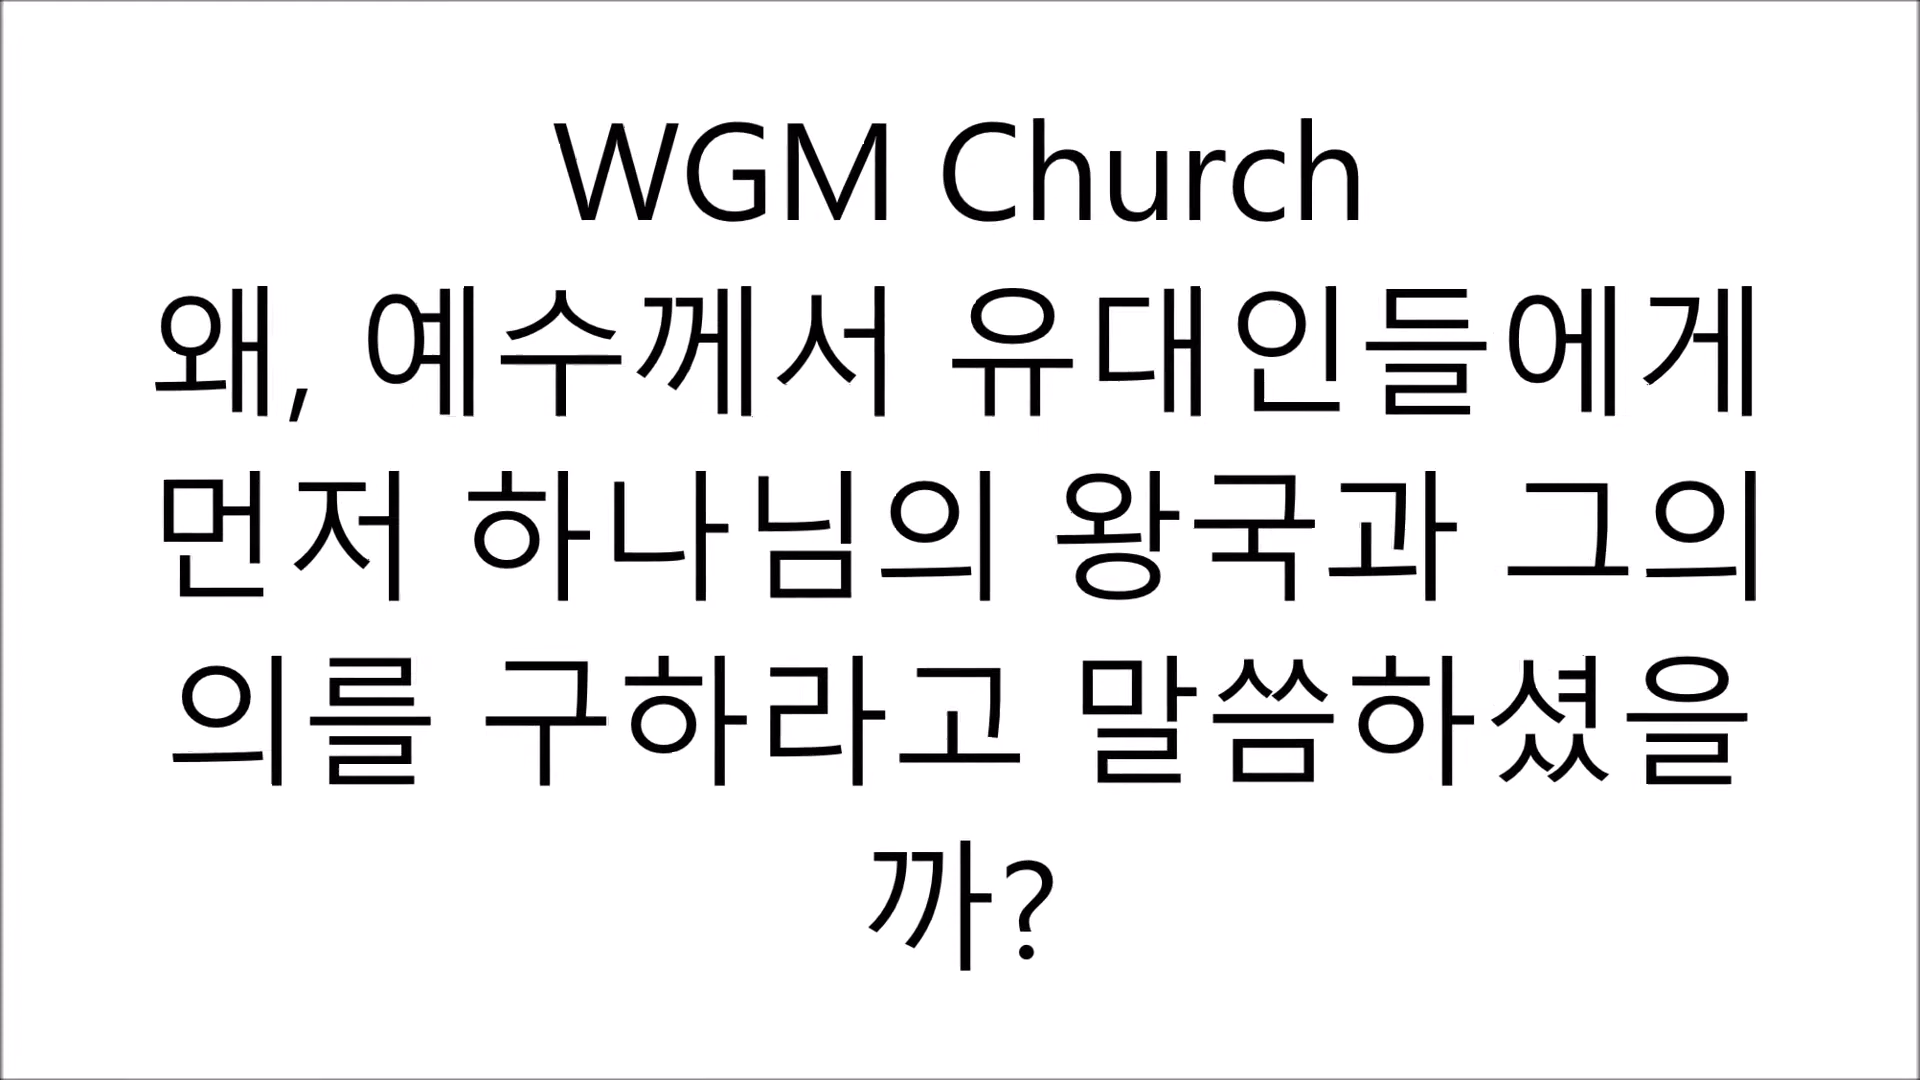 WGM Church
왜, 예수께서 유대인들에게
먼저 하나님의 왕국과 그의
의를 구하라고 말씀하셨을
까?